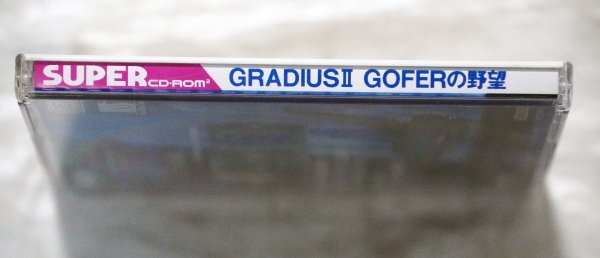 SUPER CD-ROM² GRADIUSII GOFERの野望